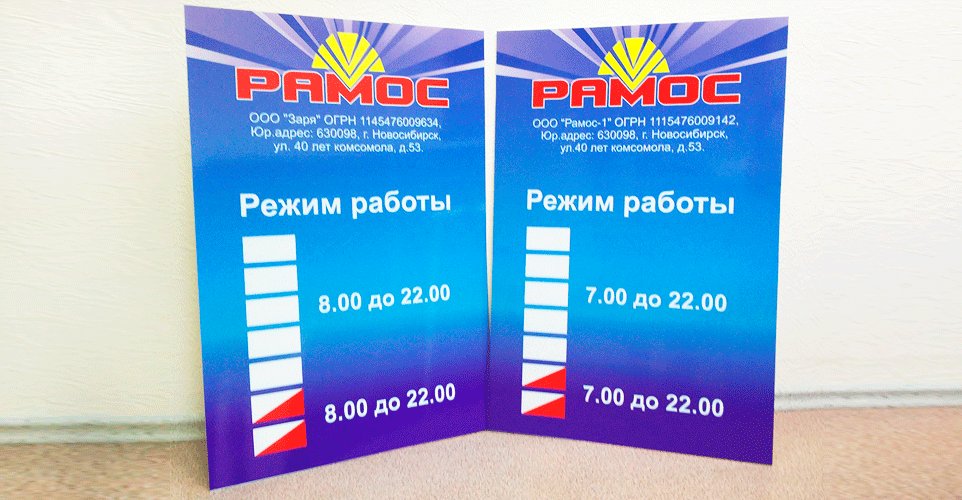 РАМОС
ООО "Заря" ОГРН 1145476009634,
Юр.адрес: 630098, г. Новосибирск,
ул. 40 лет комсомола, д.53.
Режим работы
8.00 до 22.00
8.00 до 22.00
РАМОС
ООО "Рамос-1" ОГРН 1115476009142,
Юр.адрес: 630098, г. Новосибирск,
ул.40 лет комсомола, д.53.
Режим работы
7.00 до 22.00
7.00 до 22.00